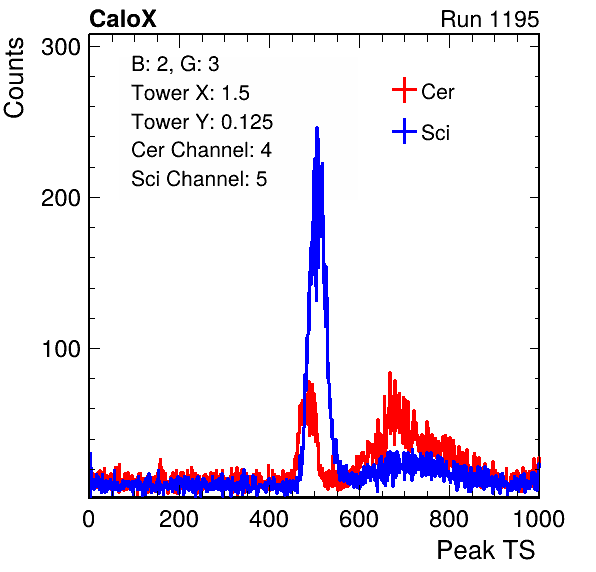 CaloX Run 1195
Counts
300
200
100
B: 2, G: 3
Tower X: 1.5
Tower Y: 0.125
Cer Channel: 4
Sci Channel: 5
Cer
Sci
0 200 400 600 800 1000
Peak TS